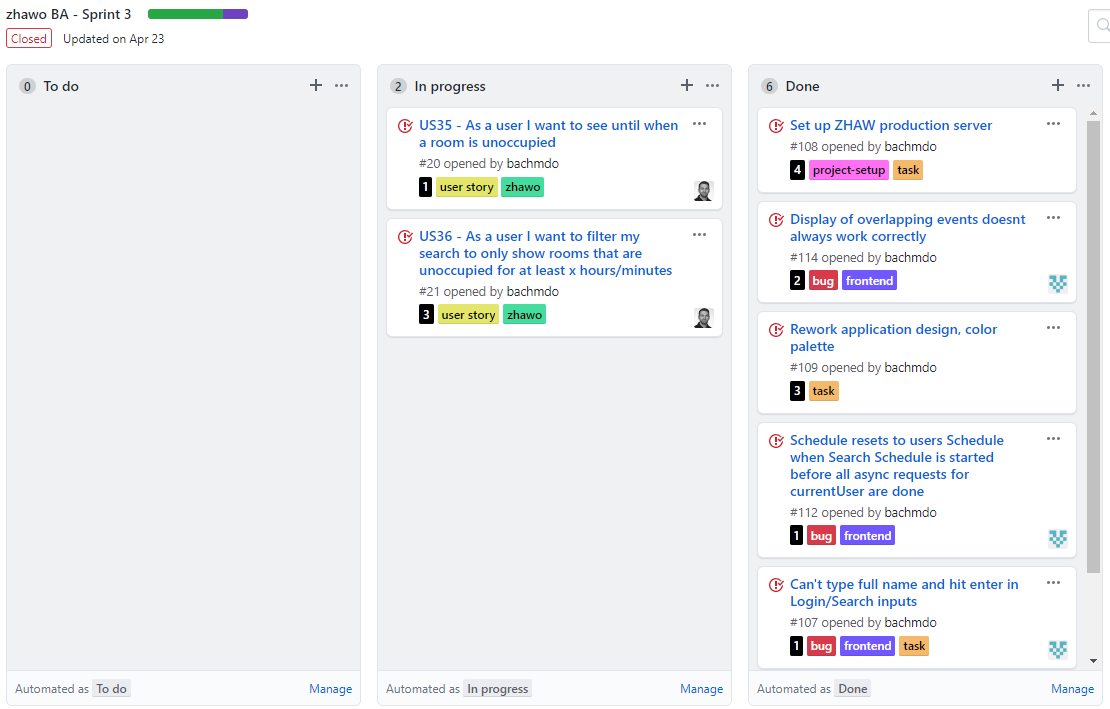 zhawo BA - Sprint 3
Closed
Updated on Apr 23
0 To do
2 In progress
US35 - As a user I want to see until when
a room is unoccupied
#20 opened by bachmdo
1 user story zhawo
US36 - As a user I want to filter my
search to only show rooms that are
unoccupied for at least x hours/minutes
#21 opened by bachmdo
3 user story zhawo
6 Done
Set up ZHAW production server
#108 opened by bachmdo
4 project-setup task
Display of overlapping events doesnt
always work correctly
#114 opened by bachmdo
2 bug frontend
Rework application design, color
palette
#109 opened by bachmdo
3 task
Schedule resets to users Schedule
when Search Schedule is started
before all async requests for
currentUser are done
#112 opened by bachmdo
1 bug frontend
Can't type full name and hit enter in
Login/Search inputs
#107 opened by bachmdo
1 bug frontend task
Automated as To do Manage
Automated as In progress Manage
Automated as Done Manage